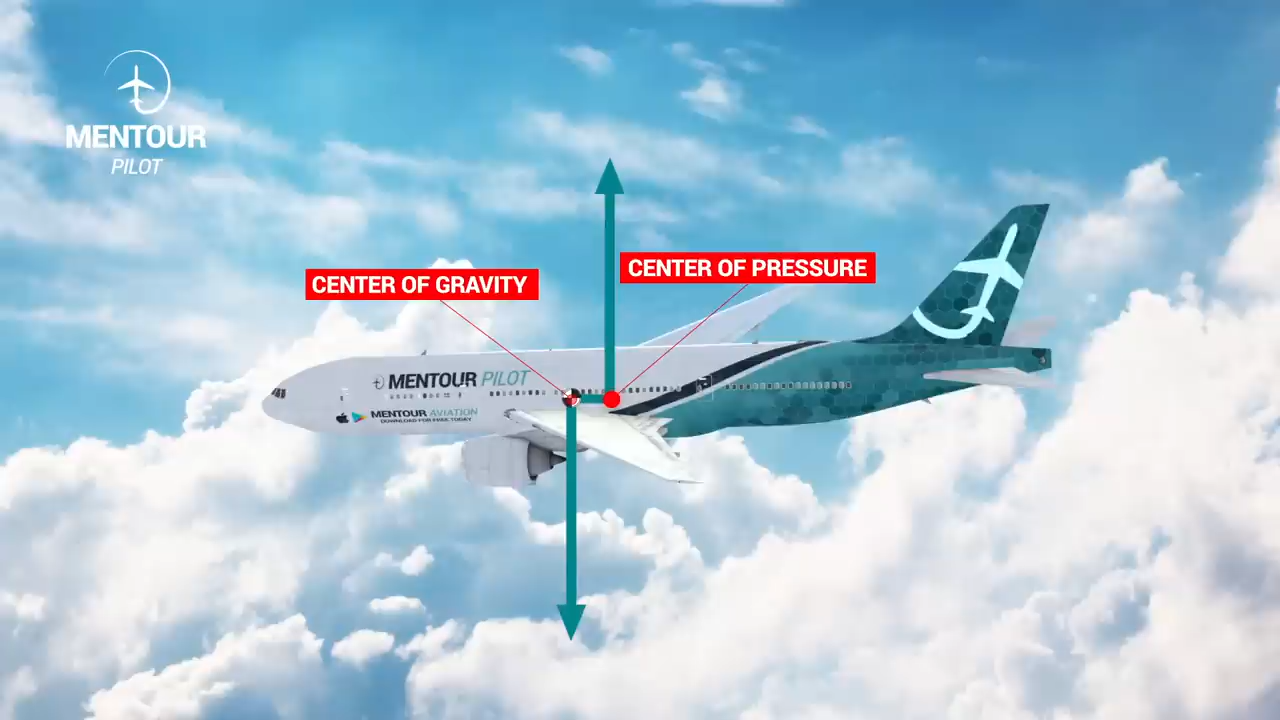 MENTOUR
PILOT
CENTER OF GRAVITY
CENTER OF PRESSURE
MENTOUR PILOT
MENTOUR AVIATION
DOWNLOAD FOR FREE TODAY